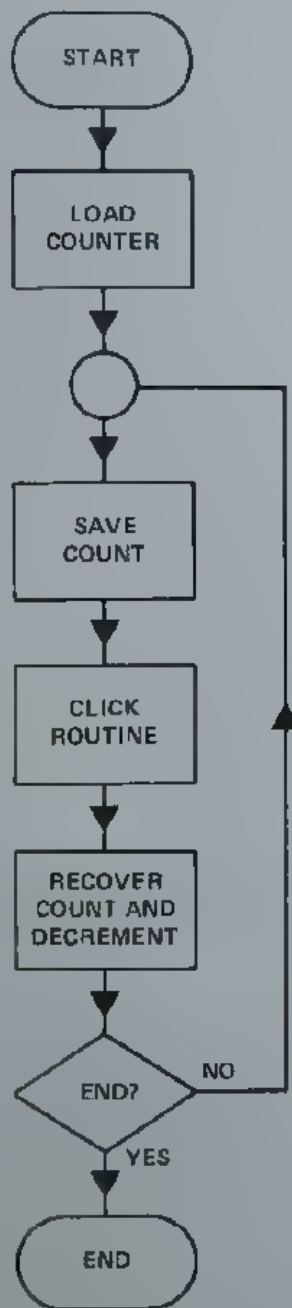 START
LOAD
COUNTER
SAVE
COUNT
CLICK
ROUTINE
RECOVER
COUNT AND
DECREMENT
END?
NO
YES
END